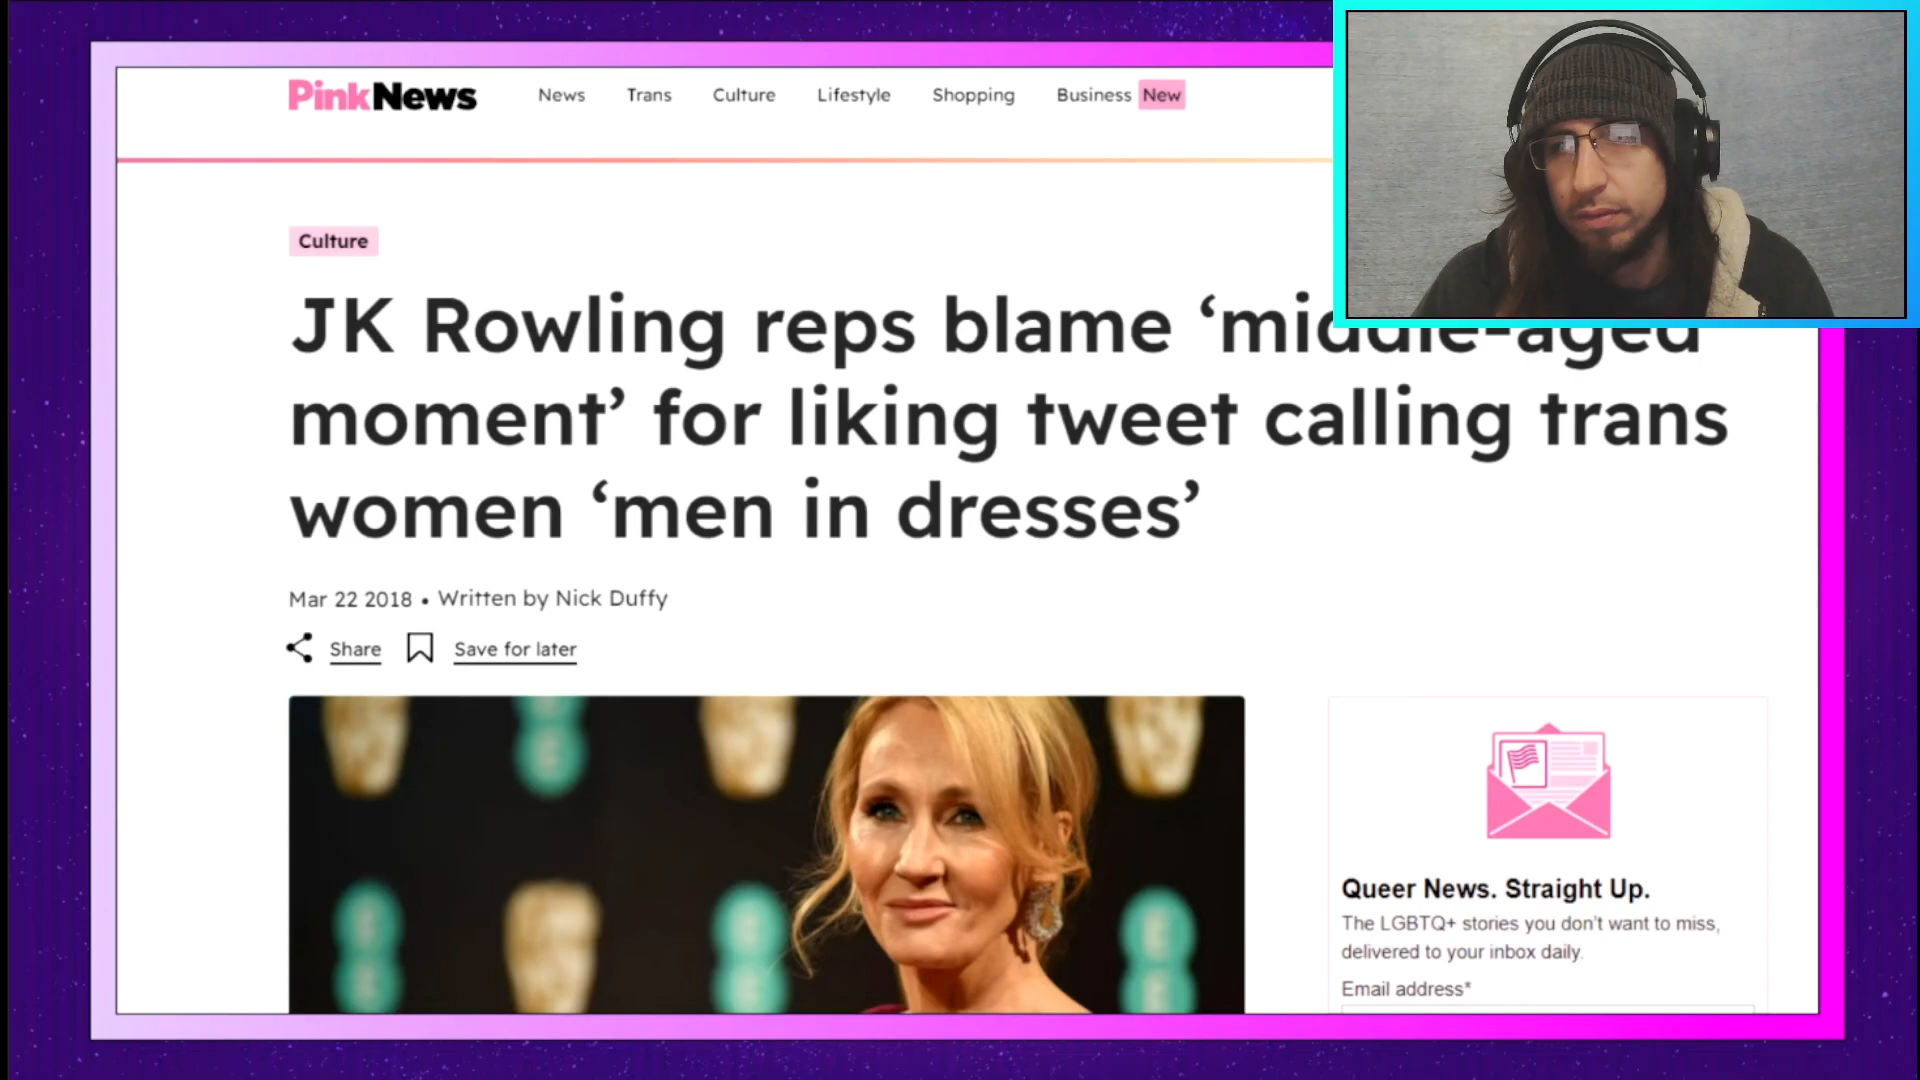 PinkNews
News Trans Culture Lifestyle Shopping Business New
Culture
JK Rowling reps blame ‘middle-aged
moment’ for liking tweet calling trans
women ‘men in dresses’
Mar 22 2018 • Written by Nick Duffy
Share Save for later
Queer News. Straight Up.
The LGBTQ+ stories you don't want to miss,
delivered to your inbox daily.
Email address*